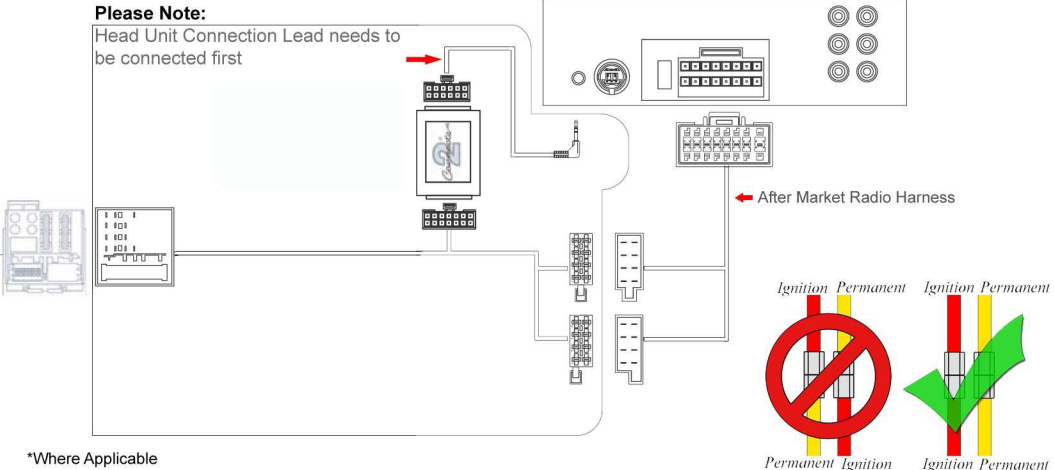 Please Note:
Head Unit Connection Lead needs to
be connected first
After Market Radio Harness
Ignition Permanent
Ignition Permanent
Permanent Ignition
Ignition Permanent
*Where Applicable